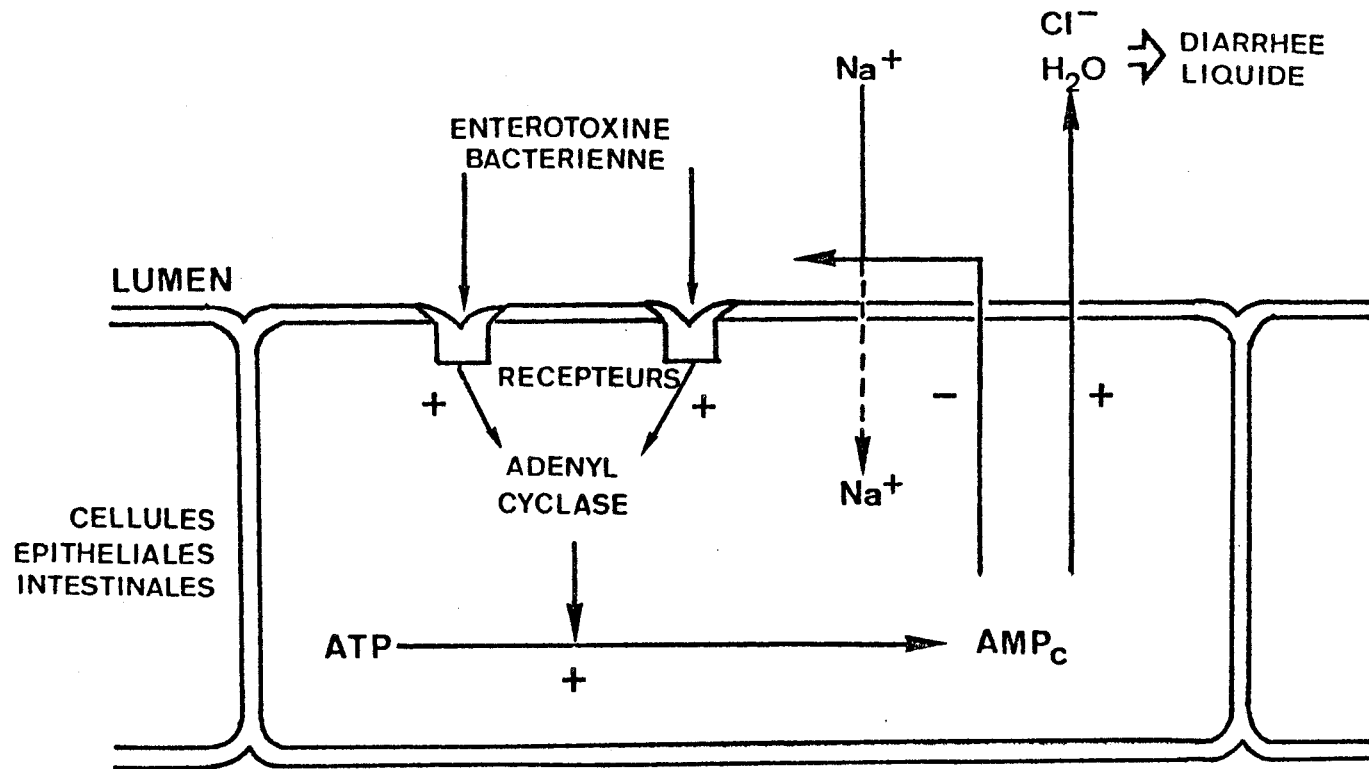 Cl⁻
H₂O ⇒ DIARRHEE
LIQUIDE
Na⁺
ENTEROTOXINE
BACTERIENNE
LUMEN
RECEPTEURS
+
+
-
+
ADENYL
CYCLASE
Na⁺
CELLULES
EPITHELIALES
INTESTINALES
ATP
AMPc
+